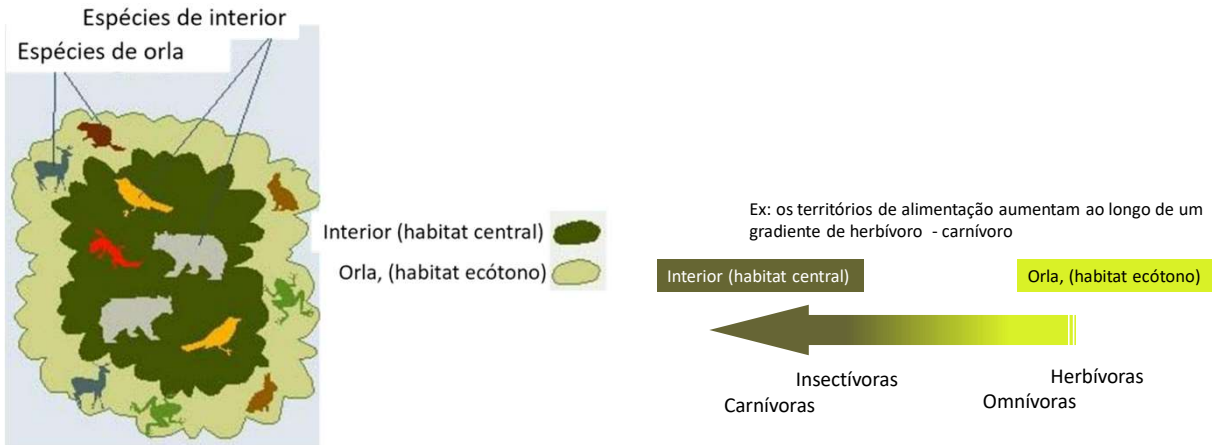 Espécies de interior
Espécies de orla
Interior (habitat central)
Orla, (habitat ecótono)
Ex: os territórios de alimentação aumentam ao longo de um
gradiente de herbívoro - carnívoro
Interior (habitat central)
Orla, (habitat ecótono)
Insectívoras
Herbívoras
Carnívoras
Omnívoras